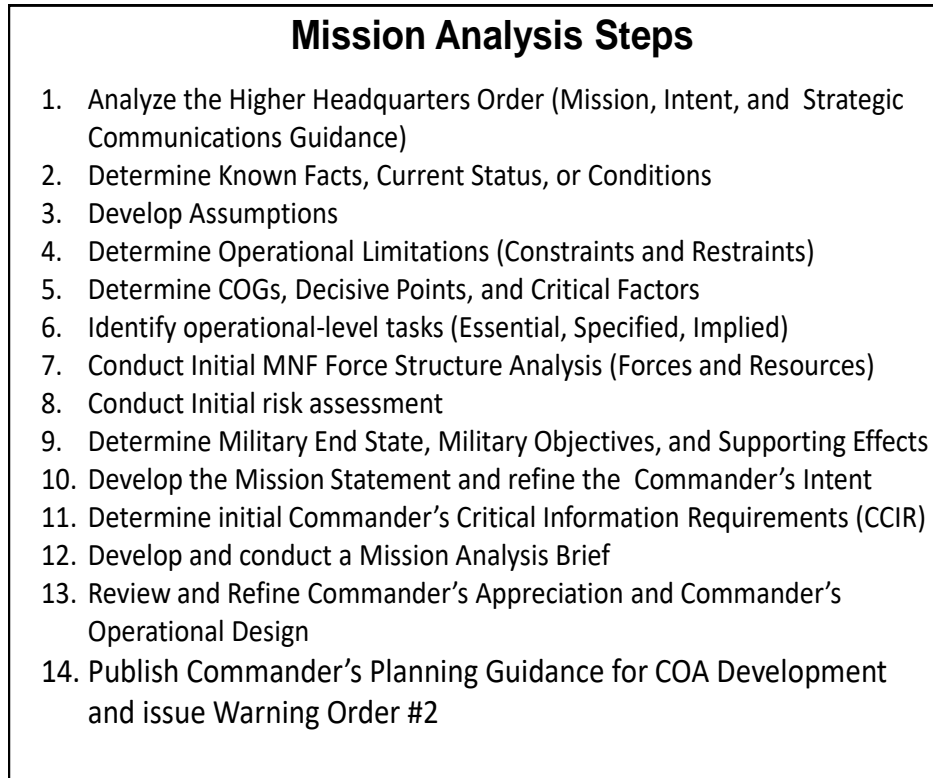 Mission Analysis Steps
1. Analyze the Higher Headquarters Order (Mission, Intent, and Strategic
Communications Guidance)
2. Determine Known Facts, Current Status, or Conditions
3. Develop Assumptions
4. Determine Operational Limitations (Constraints and Restraints)
5. Determine COGs, Decisive Points, and Critical Factors
6. Identify operational-level tasks (Essential, Specified, Implied)
7. Conduct Initial MNF Force Structure Analysis (Forces and Resources)
8. Conduct Initial risk assessment
9. Determine Military End State, Military Objectives, and Supporting Effects
10. Develop the Mission Statement and refine the Commander’s Intent
11. Determine initial Commander’s Critical Information Requirements (CCIR)
12. Develop and conduct a Mission Analysis Brief
13. Review and Refine Commander’s Appreciation and Commander’s
Operational Design
14. Publish Commander’s Planning Guidance for COA Development
and issue Warning Order #2